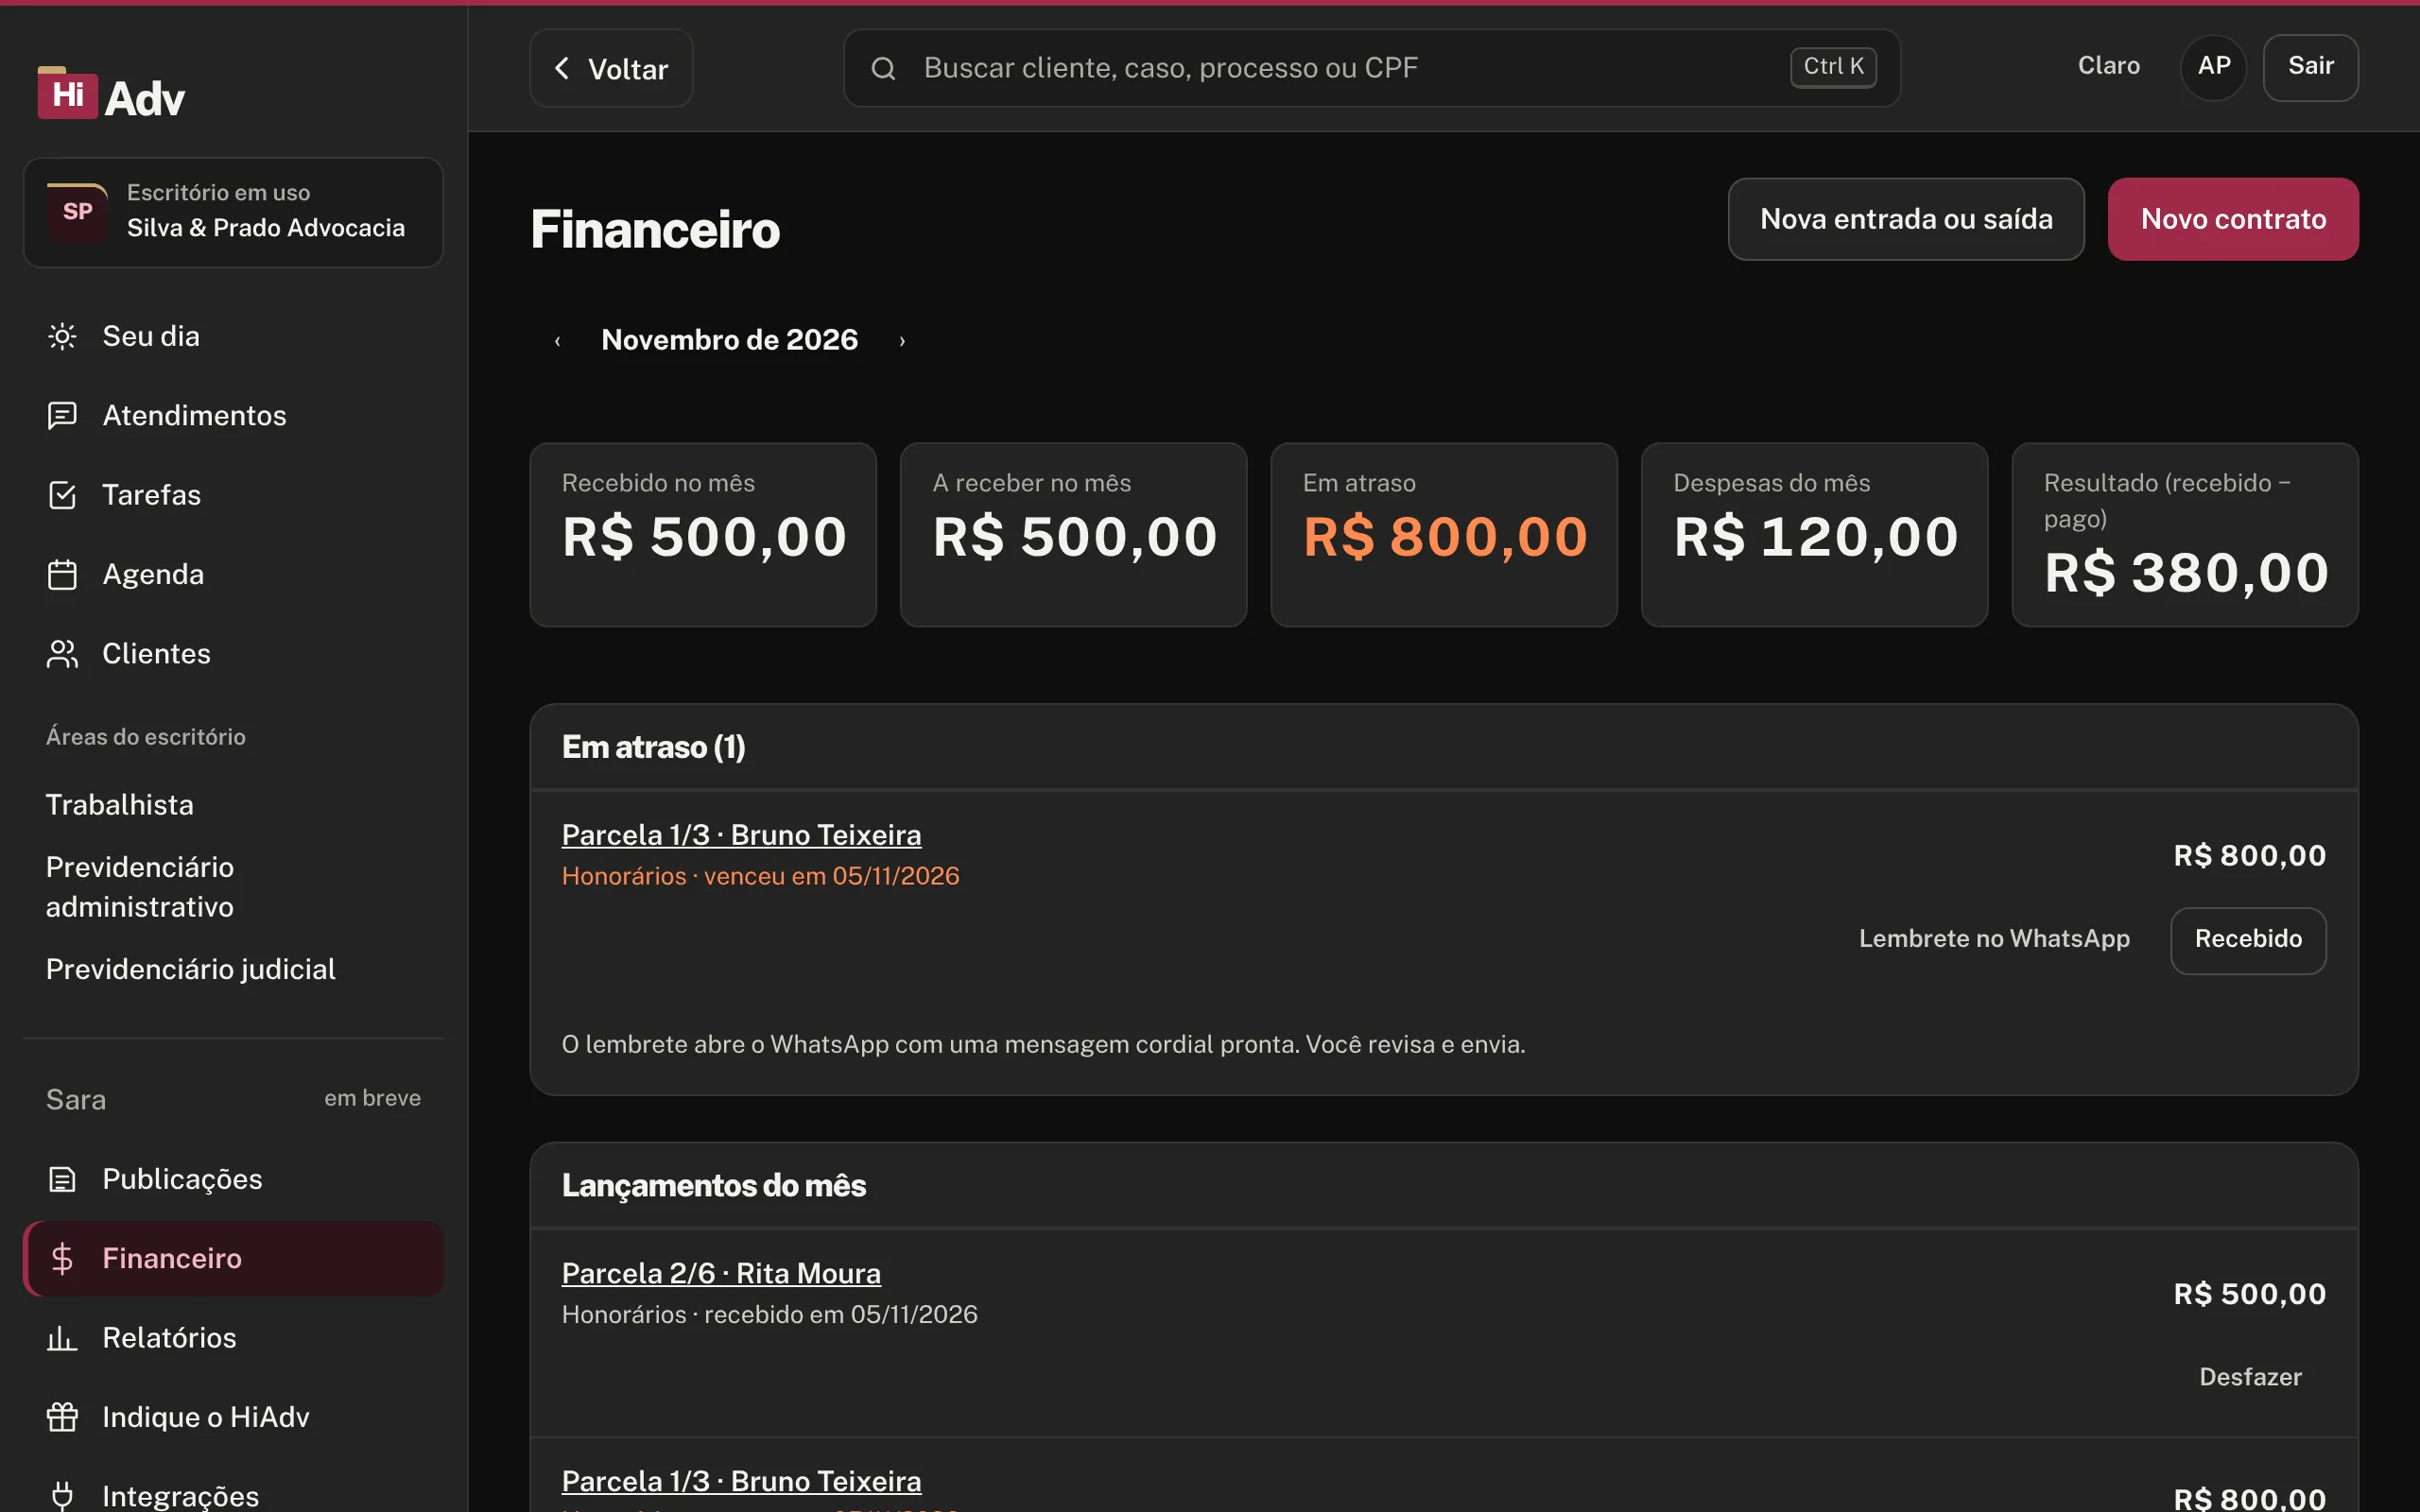 Hi Adv
SP
Escritório em uso
Silva & Prado Advocacia
Seu dia
Atendimentos
Tarefas
Agenda
Clientes
Áreas do escritório
Trabalhista
Previdenciário
administrativo
Previdenciário judicial
Sara
em breve
Publicações
Financeiro
Relatórios
Indique o HiAdv
Integrações
Voltar
Buscar cliente, caso, processo ou CPF
Ctrl K
Claro
AP
Sair
Financeiro
Nova entrada ou saída
Novo contrato
‹ Novembro de 2026 ›
Recebido no mês
R$ 500,00
A receber no mês
R$ 500,00
Em atraso
R$ 800,00
Despesas do mês
R$ 120,00
Resultado (recebido −
pago)
R$ 380,00
Em atraso (1)
Parcela 1/3 · Bruno Teixeira
Honorários · venceu em 05/11/2026
R$ 800,00
Lembrete no WhatsApp
Recebido
O lembrete abre o WhatsApp com uma mensagem cordial pronta. Você revisa e envia.
Lançamentos do mês
Parcela 2/6 · Rita Moura
Honorários · recebido em 05/11/2026
R$ 500,00
Desfazer
Parcela 1/3 · Bruno Teixeira
R$ 800,00